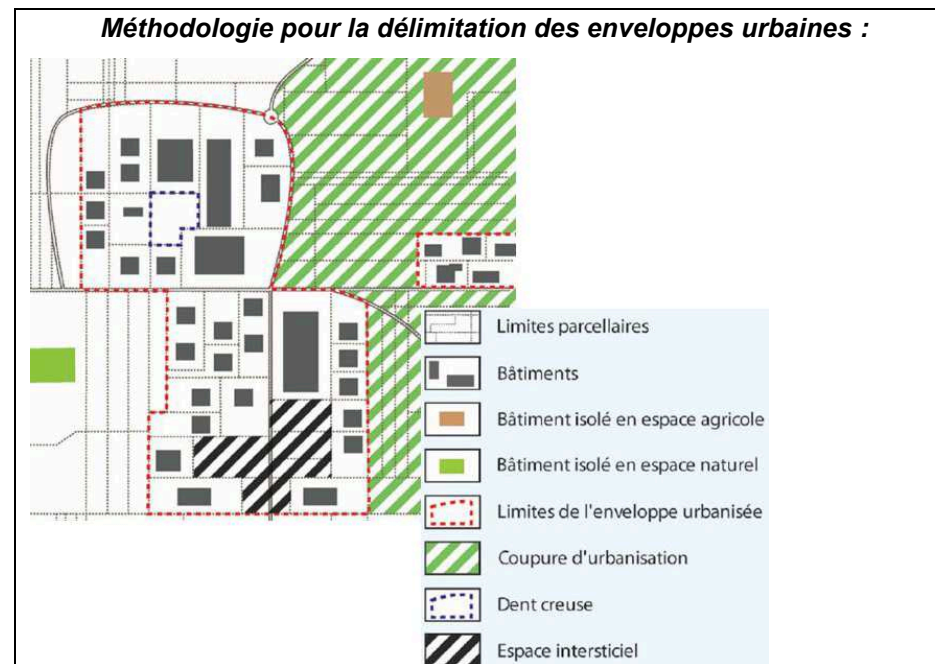 Méthodologie pour la délimitation des enveloppes urbaines :
Limites parcellaires
Bâtiments
Bâtiment isolé en espace agricole
Bâtiment isolé en espace naturel
Limites de l'enveloppe urbanisée
Coupure d'urbanisation
Dent creuse
Espace intersticiel